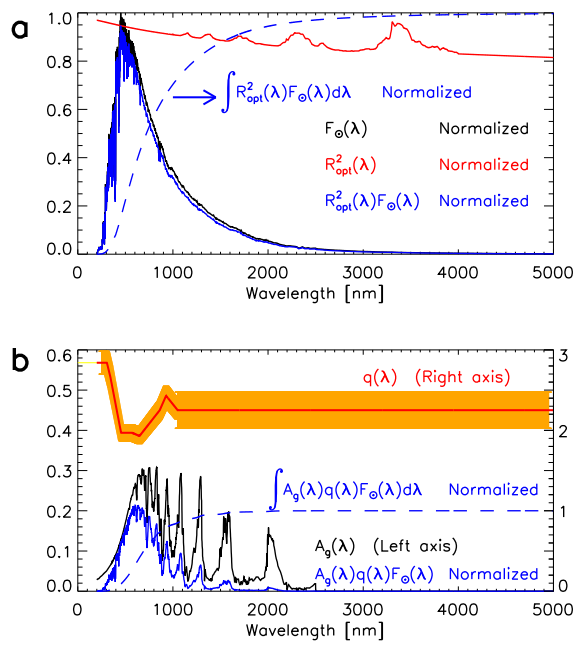 a
1.0
0.8
0.6
0.4
0.2
0.0
∫R²opt(λ)F⊙(λ)dλ Normalized
F⊙(λ) Normalized
R²opt(λ) Normalized
R²opt(λ)F⊙(λ) Normalized
0 1000 2000 3000 4000 5000
Wavelength [nm]
b
0.6 3
0.5
q(λ) (Right axis)
0.4 2
0.3
∫Ag(λ)q(λ)F⊙(λ)dλ Normalized
0.2 1
Ag(λ) (Left axis)
0.1
Ag(λ)q(λ)F⊙(λ) Normalized
0.0 0
0 1000 2000 3000 4000 5000
Wavelength [nm]